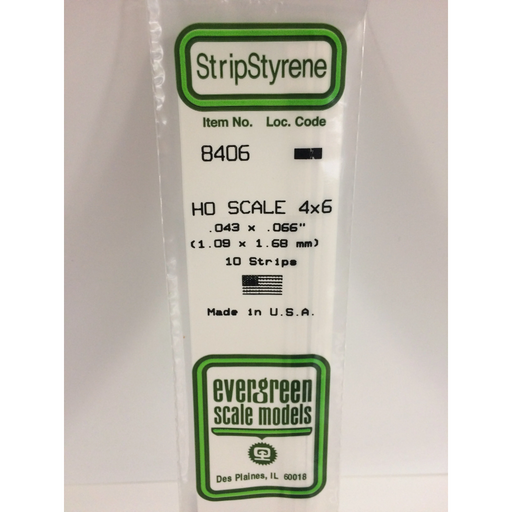 StripStyrene
Item No. Loc. Code
8406
HO SCALE 4x6
.043 x .066"
(1.09 x 1.68 mm)
10 Strips
Made in U.S.A.
evergreen
scale models
Des Plaines, IL 60018